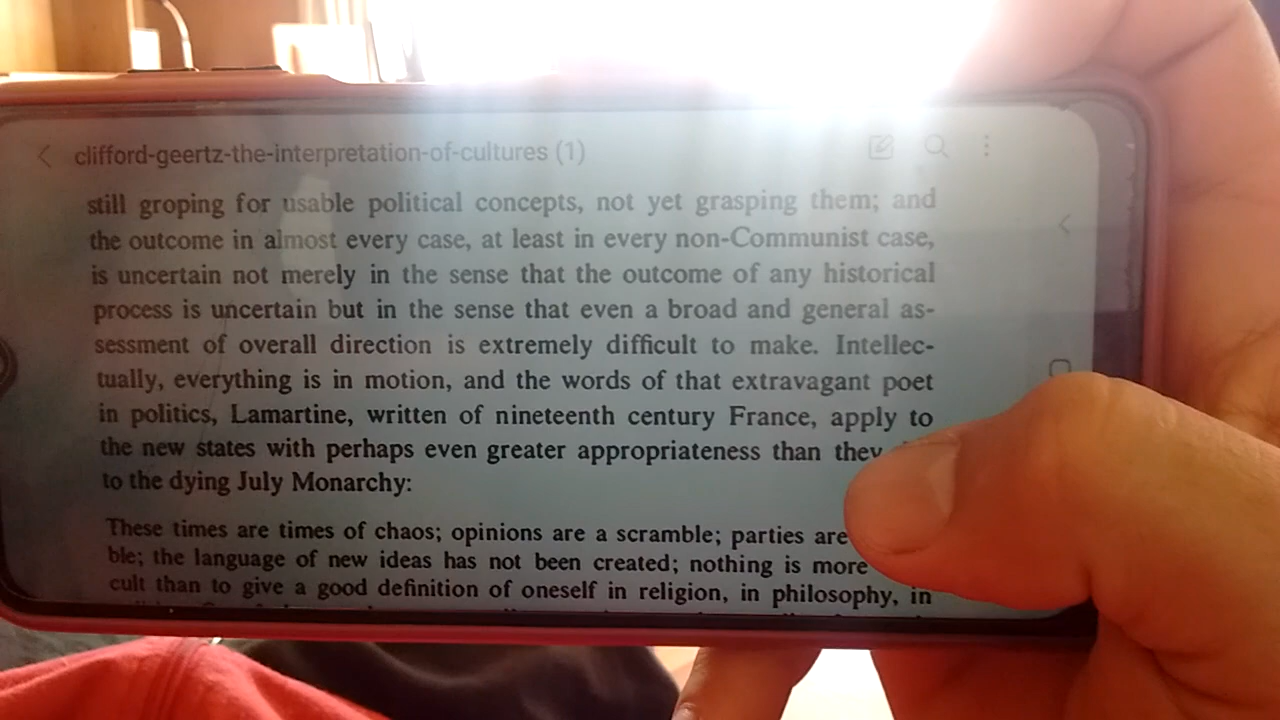 clifford-geertz-the-interpretation-of-cultures (1)
still groping for usable political concepts, not yet grasping them; and
the outcome in almost every case, at least in every non-Communist case,
is uncertain not merely in the sense that the outcome of any historical
process is uncertain but in the sense that even a broad and general as-
sessment of overall direction is extremely difficult to make. Intellec-
tually, everything is in motion, and the words of that extravagant poet
in politics, Lamartine, written of nineteenth century France, apply to
the new states with perhaps even greater appropriateness than they
to the dying July Monarchy:
These times are times of chaos; opinions are a scramble; parties are
ble; the language of new ideas has not been created; nothing is more
cult than to give a good definition of oneself in religion, in philosophy, in